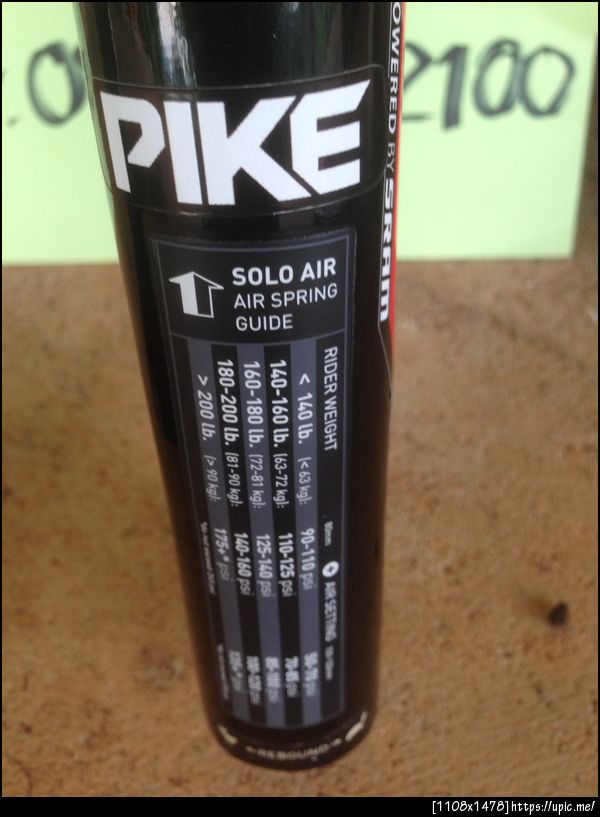 2100
POWERED BY SRAM
PIKE
SOLO AIR
AIR SPRING
GUIDE
RIDER WEIGHT
80mm AIR SETTING
< 140 lb. (< 63 kg): 90-110 psi
140-160 lb. (63-72 kg): 110-125 psi
160-180 lb. (72-81 kg): 125-140 psi
180-200 lb. (81-90 kg): 140-160 psi
> 200 lb. (> 90 kg): 175+ psi
REBOUND
[1108x1478]https://upic.me/